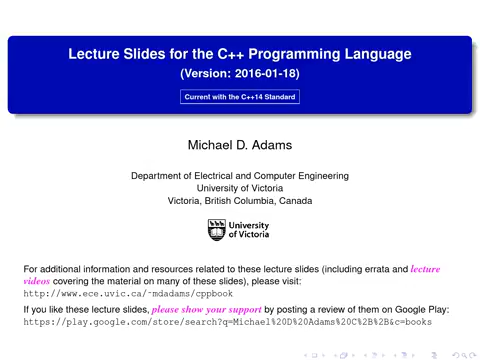 Lecture Slides for the C++ Programming Language
(Version: 2016-01-18)
Current with the C++14 Standard
Michael D. Adams
Department of Electrical and Computer Engineering
University of Victoria
Victoria, British Columbia, Canada
University
of Victoria
For additional information and resources related to these lecture slides (including errata and lecture
videos covering the material on many of these slides), please visit:
http://www.ece.uvic.ca/~mdadams/cppbook
If you like these lecture slides, please show your support by posting a review of them on Google Play:
https://play.google.com/store/search?q=Michael%20D%20Adams%20C%2B%2B&c=books